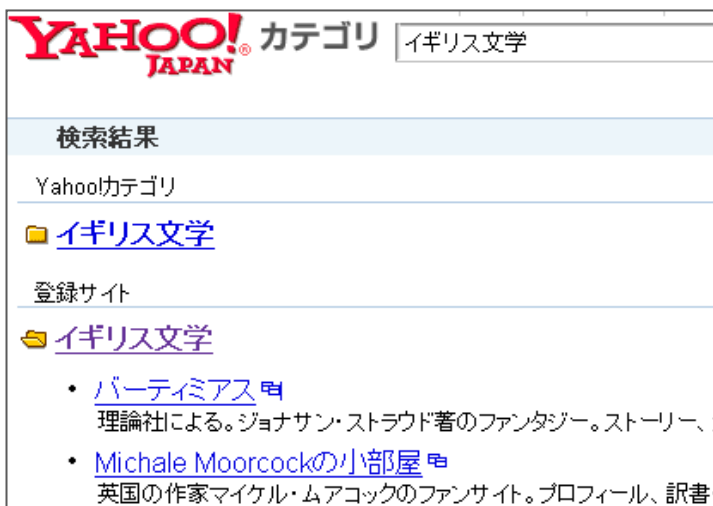 YAHOO! JAPAN カテゴリ イギリス文学
検索結果
Yahoo!カテゴリ
イギリス文学
登録サイト
イギリス文学
・ バーティミアス
理論社による。ジョナサン・ストラウド著のファンタジー。ストーリー、
・ Michale Moorcockの小部屋
英国の作家マイケル・ムアコックのファンサイト。プロフィール、訳書